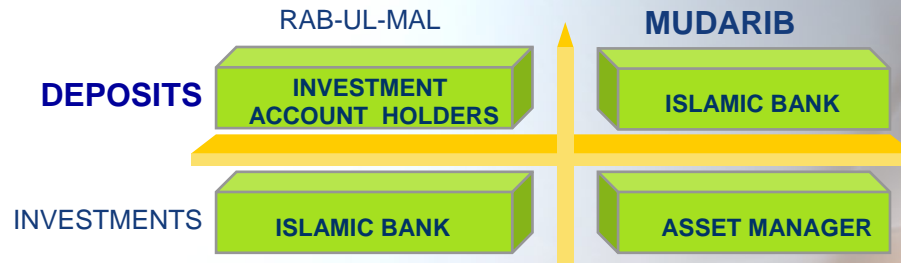 RAB-UL-MAL
MUDARIB
DEPOSITS
INVESTMENT
ACCOUNT HOLDERS
ISLAMIC BANK
INVESTMENTS
ISLAMIC BANK
ASSET MANAGER